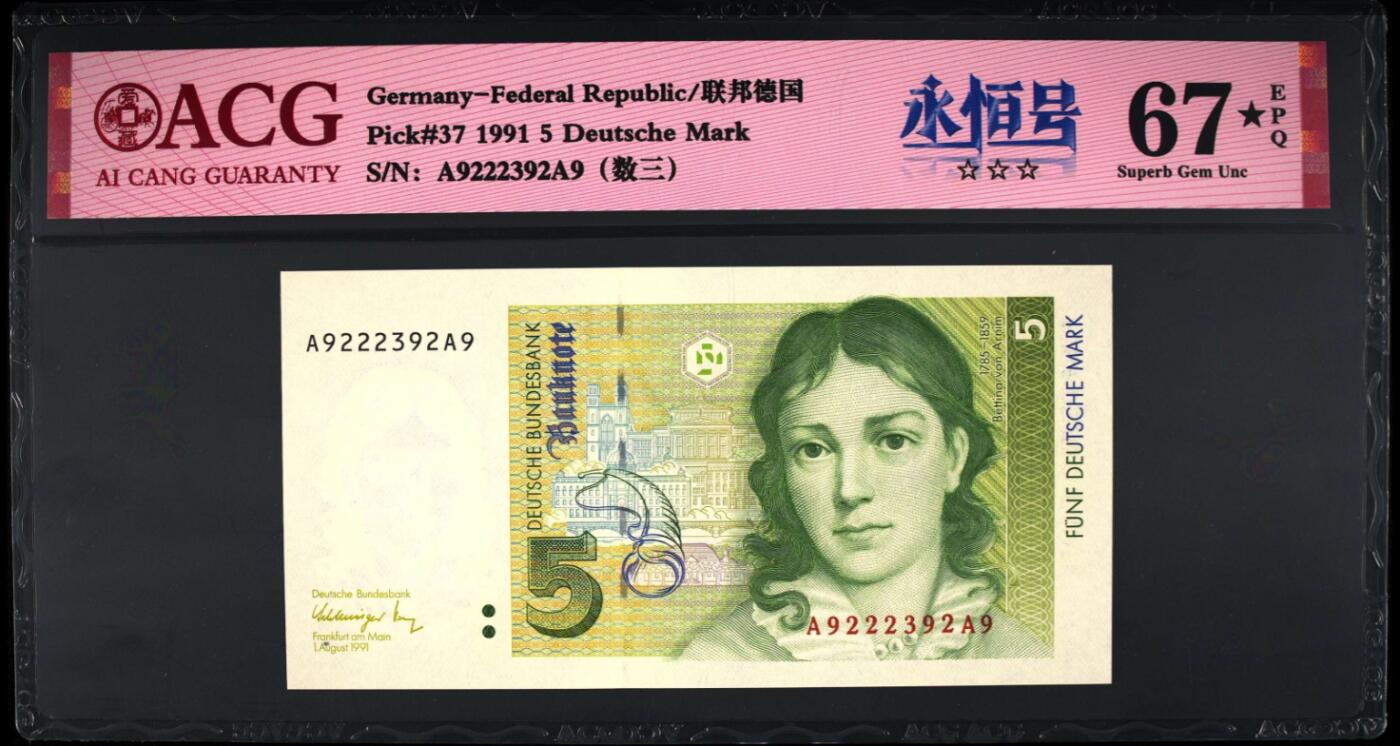 ACG
AI CANG GUARANTY
Germany-Federal Republic/联邦德国
Pick#37 1991 5 Deutsche Mark
S/N: A9222392A9（数三）
永恒号
☆☆☆
67★
EPQ
Superb Gem Unc
A9222392A9
DEUTSCHE BUNDESBANK
Banknote
5
1785-1859
Bettina von Arnim
5
FÜNF DEUTSCHE MARK
Deutsche Bundesbank
Frankfurt am Main
1. August 1991
A9222392A9